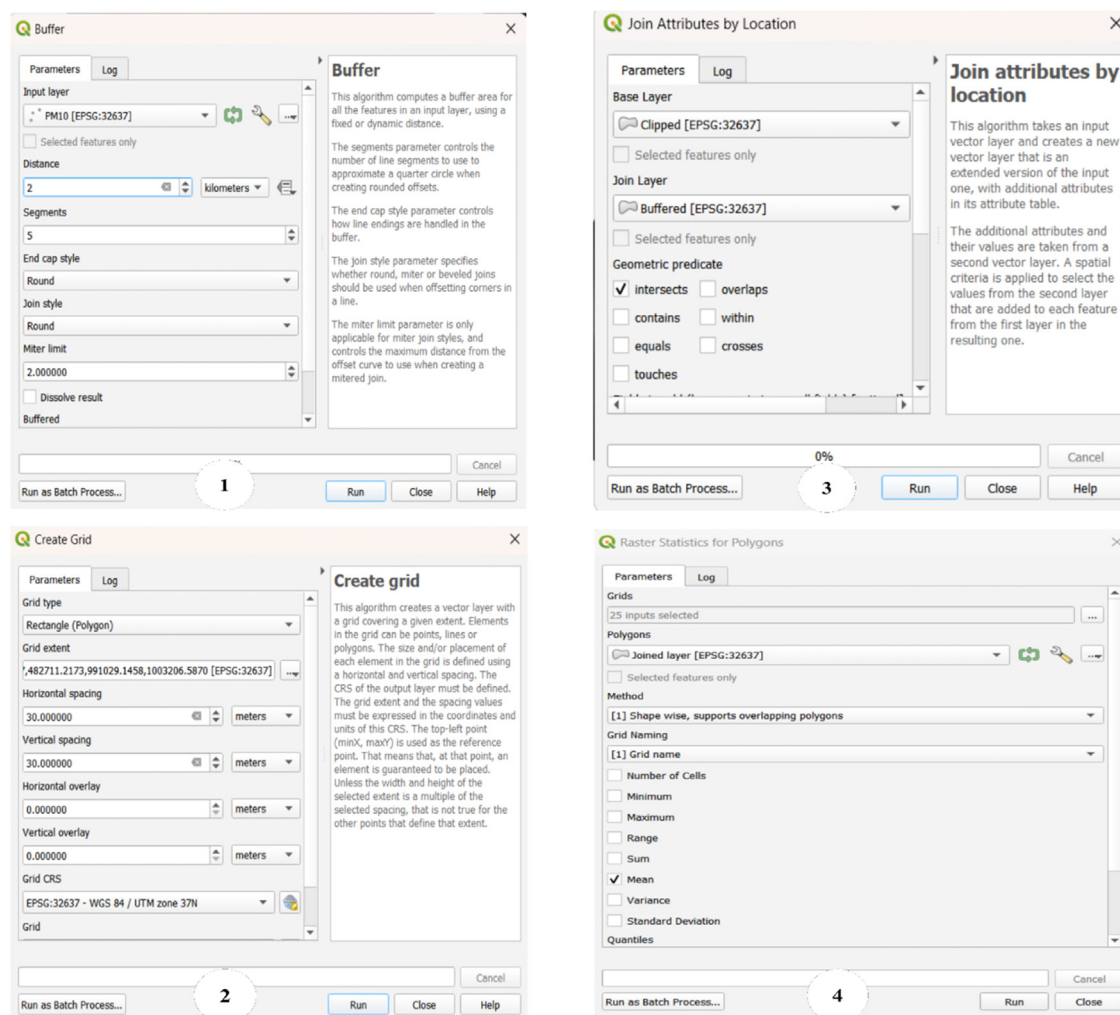 Buffer
Parameters
Log
Input layer
PM10 [EPSG:32637]
Selected features only
Distance
2
kilometers
Segments
5
End cap style
Round
Join style
Round
Miter limit
2.000000
Dissolve result
Buffered
Buffer
This algorithm computes a buffer area for
all the features in an input layer, using a
fixed or dynamic distance.
The segments parameter controls the
number of line segments to use to
approximate a quarter circle when
creating rounded offsets.
The end cap style parameter controls
how line endings are handled in the
buffer.
The join style parameter specifies
whether round, miter or beveled joins
should be used when offsetting corners in
a line.
The miter limit parameter is only
applicable for miter join styles, and
controls the maximum distance from the
offset curve to use when creating a
mitered join.
Cancel
Run as Batch Process...
1
Run
Close
Help
Join Attributes by Location
Parameters
Log
Base Layer
Clipped [EPSG:32637]
Selected features only
Join Layer
Buffered [EPSG:32637]
Selected features only
Geometric predicate
intersects
overlaps
contains
within
equals
crosses
touches
Join attributes by
location
This algorithm takes an input
vector layer and creates a new
vector layer that is an
extended version of the input
one, with additional attributes
in its attribute table.
The additional attributes and
their values are taken from a
second vector layer. A spatial
criteria is applied to select the
values from the second layer
that are added to each feature
from the first layer in the
resulting one.
0%
Cancel
Run as Batch Process...
3
Run
Close
Help
Create Grid
Parameters
Log
Grid type
Rectangle (Polygon)
Grid extent
,482711.2173,991029.1458,1003206.5870 [EPSG:32637]
Horizontal spacing
30.000000
meters
Vertical spacing
30.000000
meters
Horizontal overlay
0.000000
meters
Vertical overlay
0.000000
meters
Grid CRS
EPSG:32637 - WGS 84 / UTM zone 37N
Grid
Create grid
This algorithm creates a vector layer with
a grid covering a given extent. Elements
in the grid can be points, lines or
polygons. The size and/or placement of
each element in the grid is defined using
a horizontal and vertical spacing. The
CRS of the output layer must be defined.
The grid extent and the spacing values
must be expressed in the coordinates and
units of this CRS. The top-left point
(minX, maxY) is used as the reference
point. That means that, at that point, an
element is guaranteed to be placed.
Unless the width and height of the
selected extent is a multiple of the
selected spacing, that is not true for the
other points that define that extent.
Cancel
Run as Batch Process...
2
Run
Close
Help
Raster Statistics for Polygons
Parameters
Log
Grids
25 inputs selected
Polygons
Joined layer [EPSG:32637]
Selected features only
Method
[1] Shape wise, supports overlapping polygons
Grid Naming
[1] Grid name
Number of Cells
Minimum
Maximum
Range
Sum
Mean
Variance
Standard Deviation
Quantiles
Cancel
Run as Batch Process...
4
Run
Close